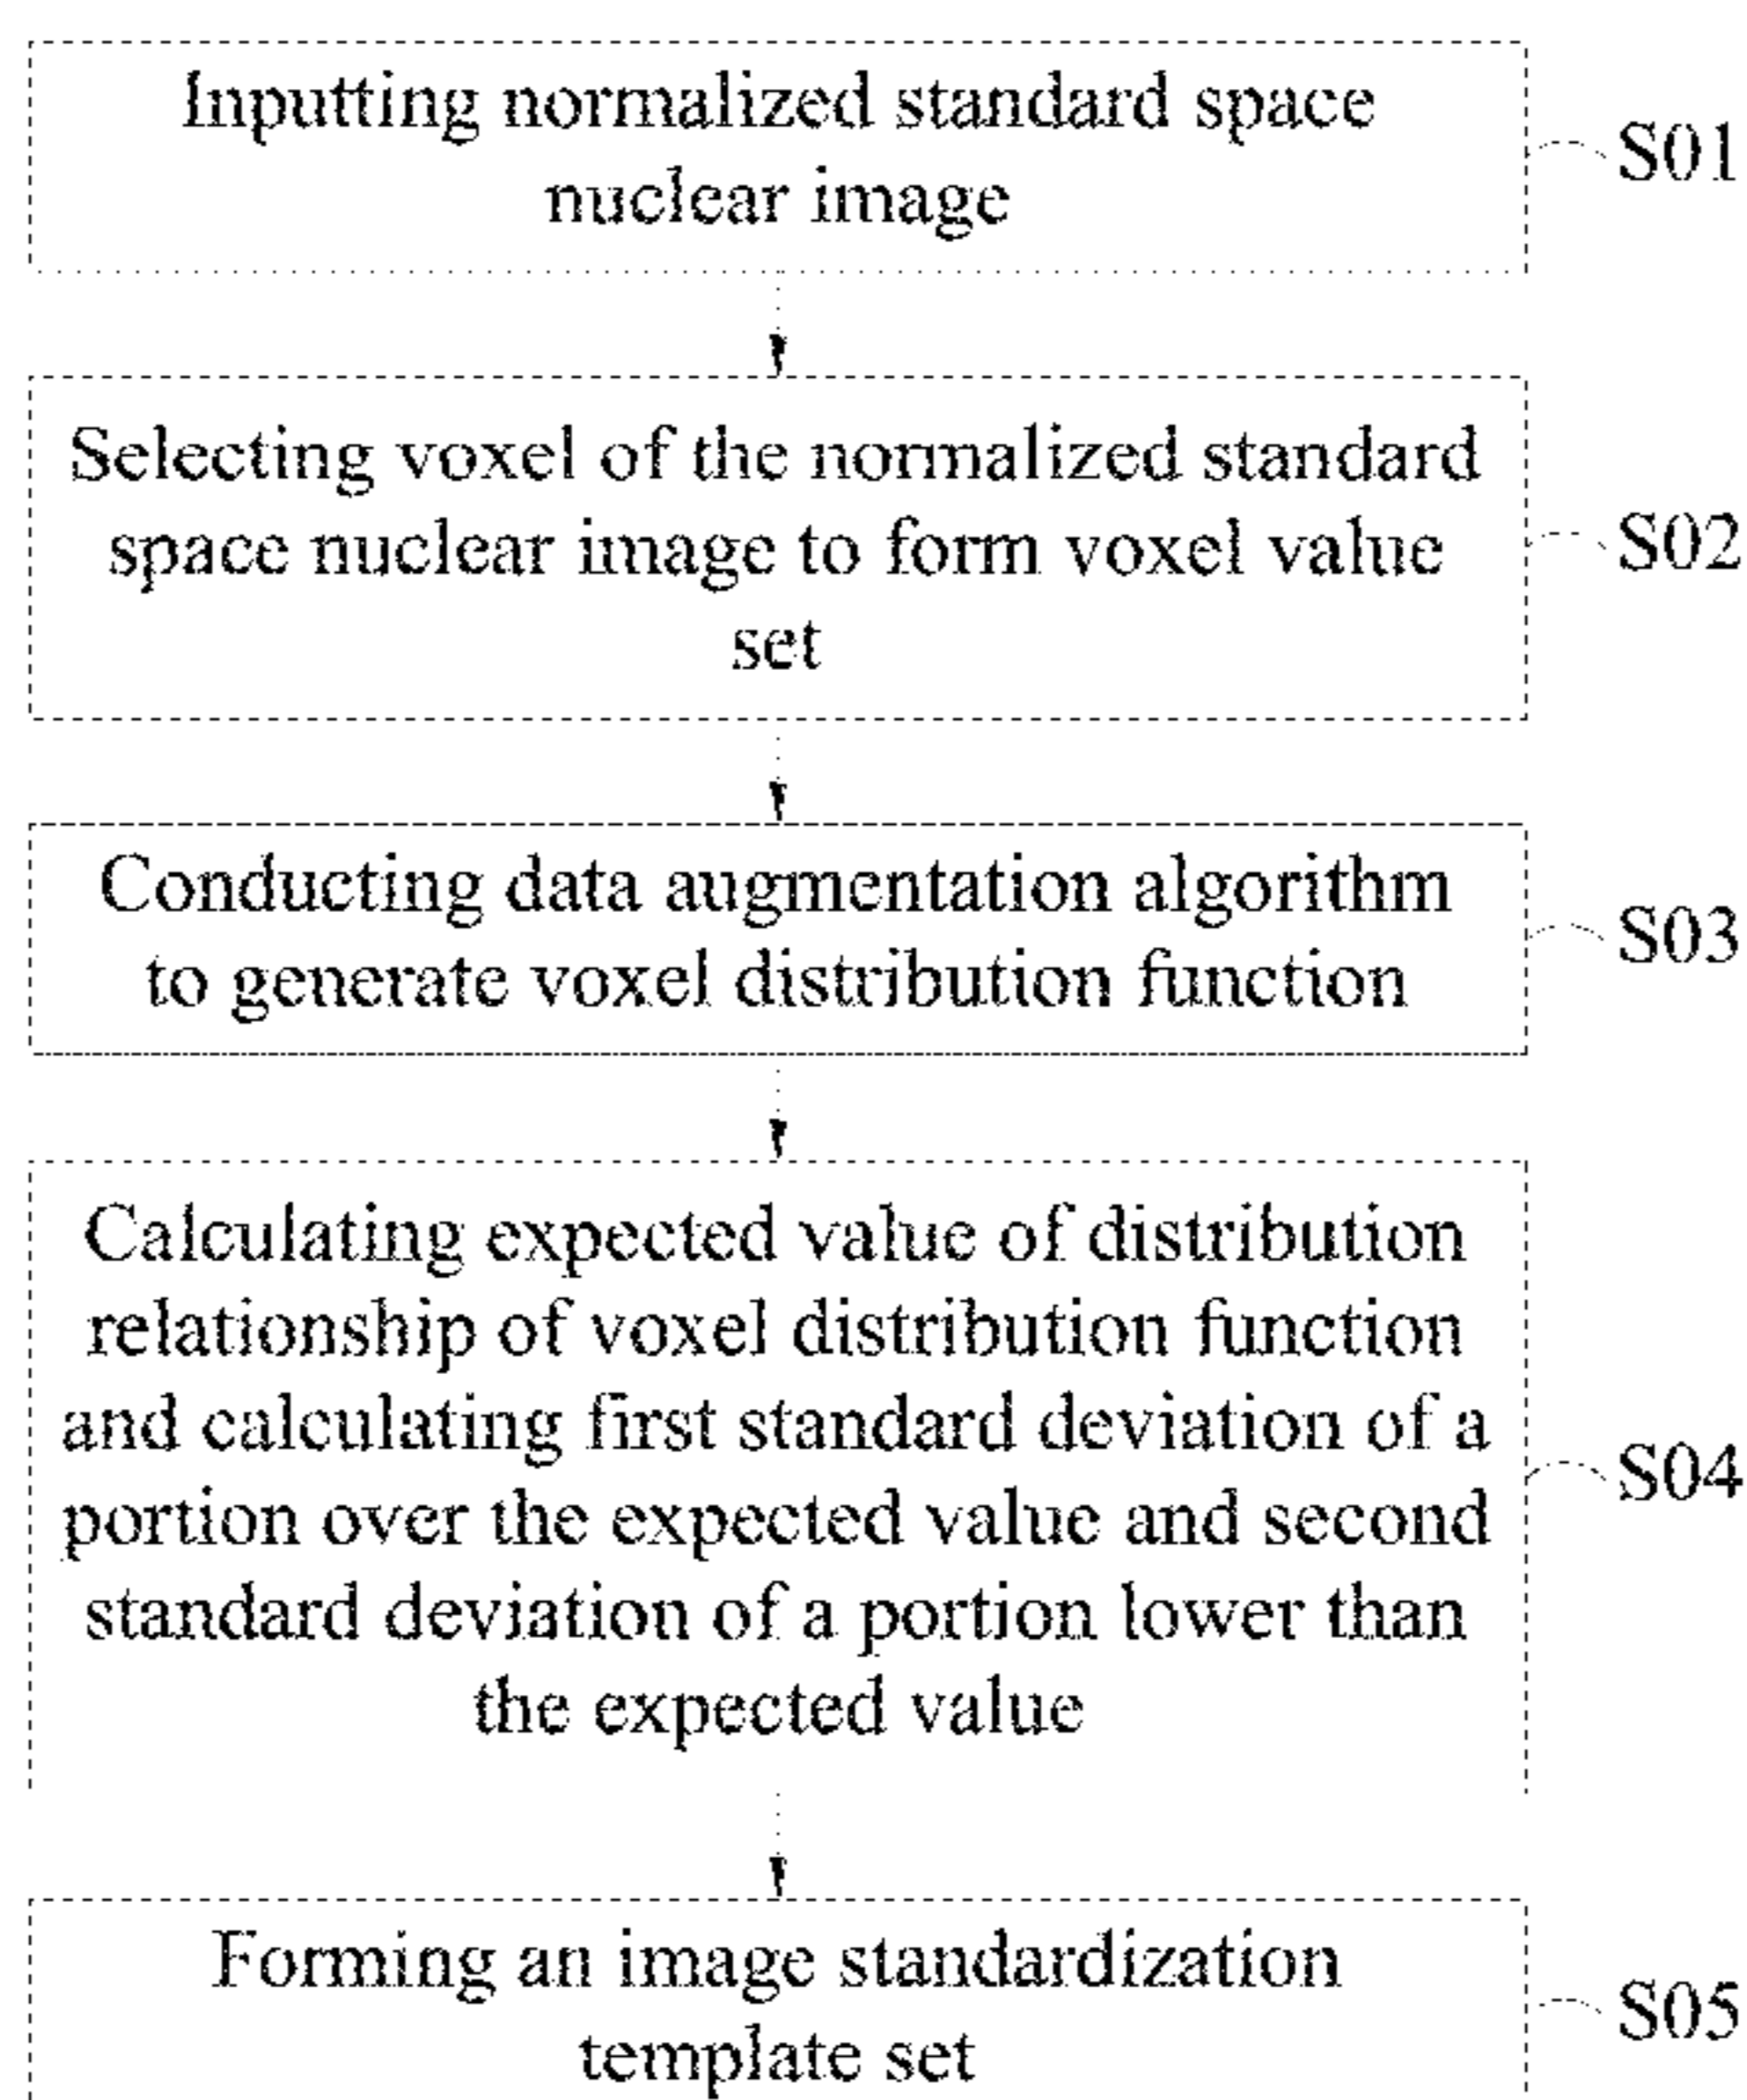 Inputting normalized standard space
nuclear image
S01
Selecting voxel of the normalized standard
space nuclear image to form voxel value
set
S02
Conducting data augmentation algorithm
to generate voxel distribution function
S03
Calculating expected value of distribution
relationship of voxel distribution function
and calculating first standard deviation of a
portion over the expected value and second
standard deviation of a portion lower than
the expected value
S04
Forming an image standardization
template set
S05